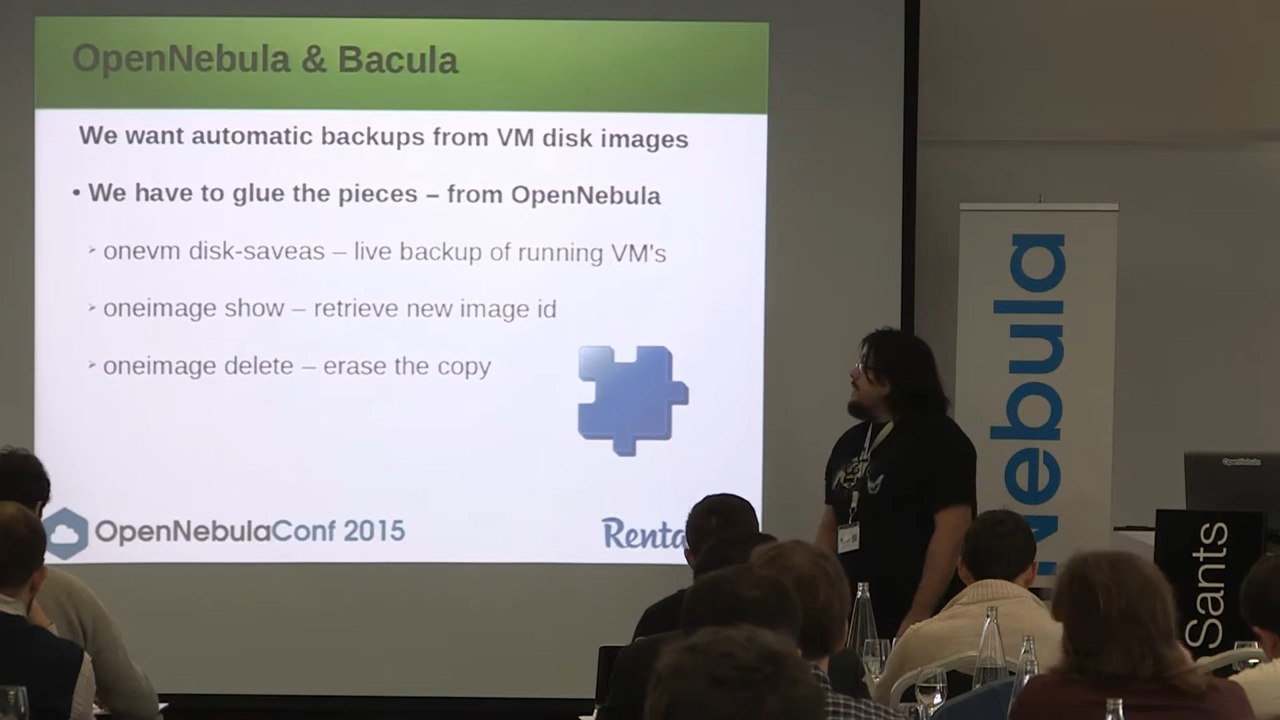 OpenNebula & Bacula
We want automatic backups from VM disk images
• We have to glue the pieces – from OpenNebula
➢ onevm disk-saveas – live backup of running VM's
➢ oneimage show – retrieve new image id
➢ oneimage delete – erase the copy
OpenNebulaConf 2015
Renta
Nebula
OpenNebula
Sants